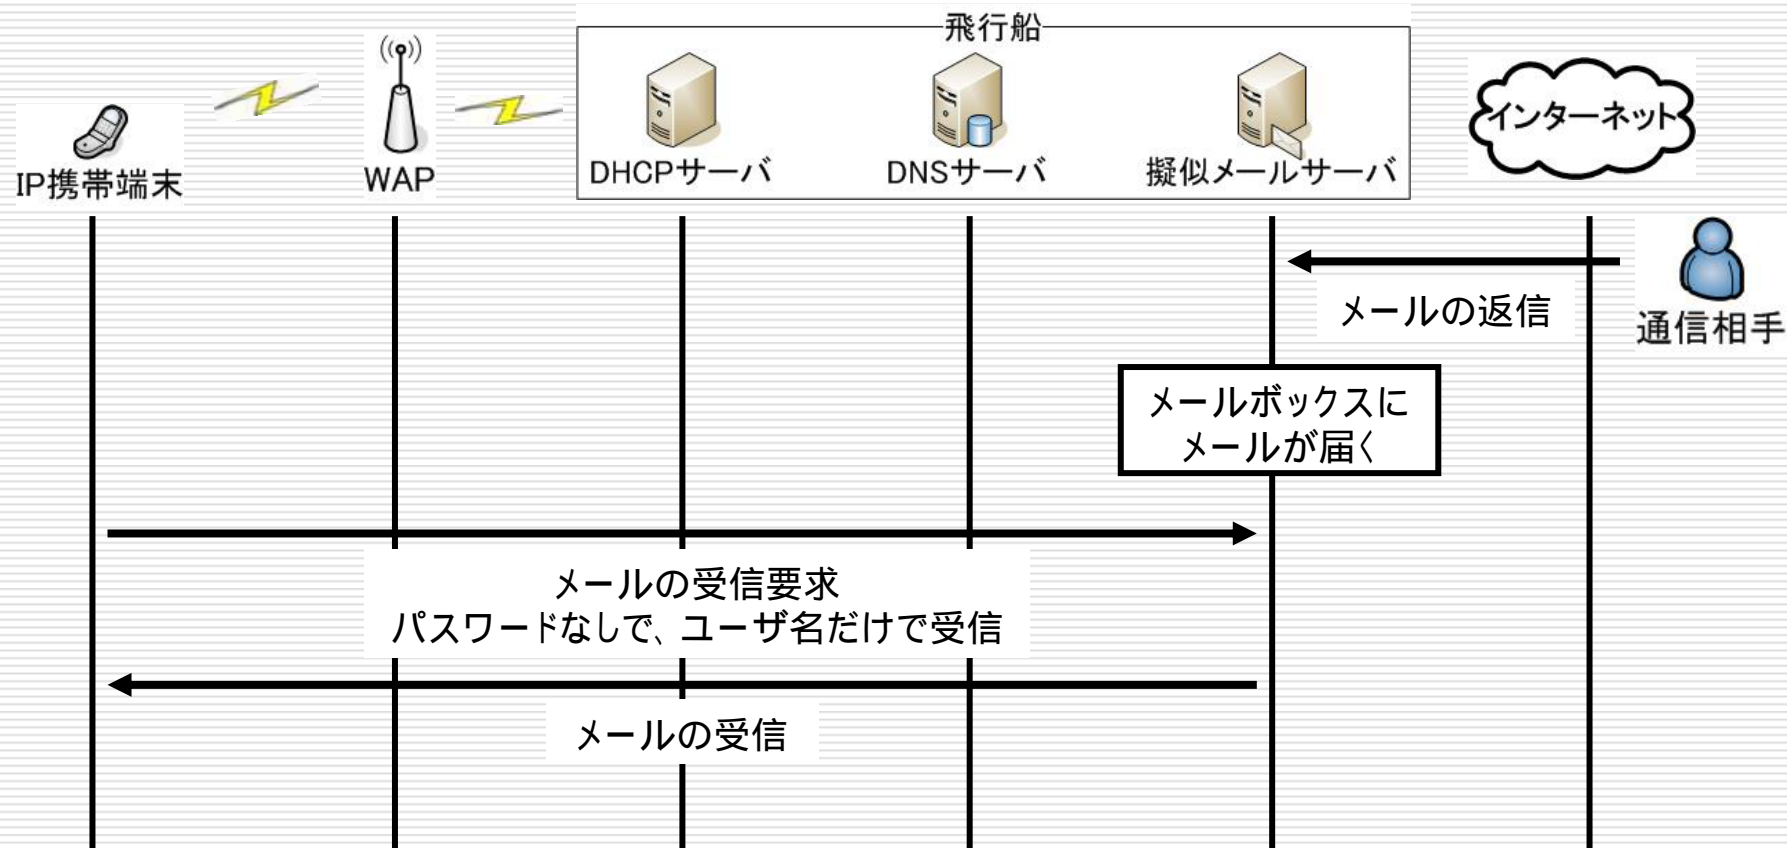 飛行船
IP携帯端末
WAP
DHCPサーバ
DNSサーバ
擬似メールサーバ
インターネット
通信相手
メールの返信
メールボックスに
メールが届く
メールの受信要求
パスワードなしで、ユーザ名だけで受信
メールの受信